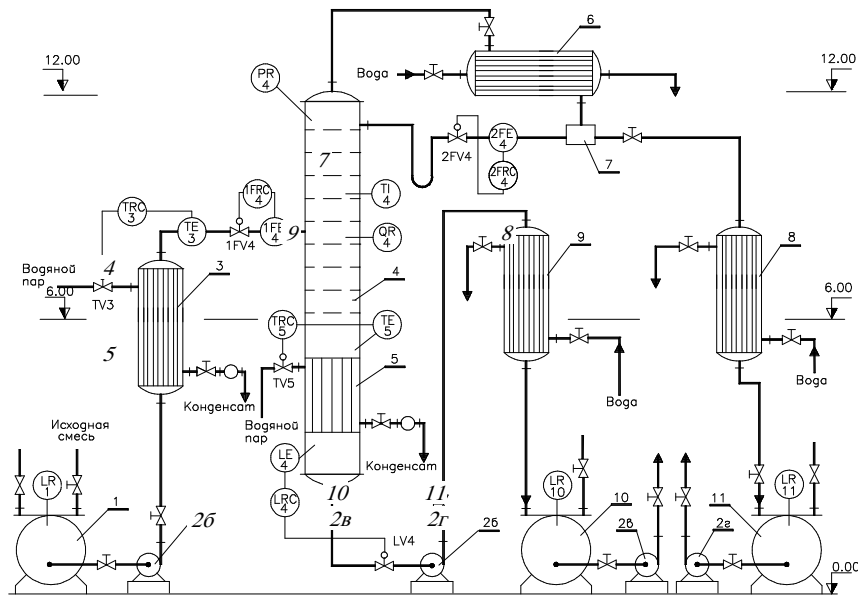 6
12.00
12.00
Вода
PR
4
2FE
4
2FV4
7
7
2FRC
4
1FRC
4
TI
4
TRC
3
TE
3
1FV4
1FE
4
9
QR
4
8
9
8
Водяной
пар
4
3
4
6.00
TV3
6.00
TRC
5
TE
5
5
5
TV5
Вода
Вода
Конденсат
Водяной
пар
Исходная
смесь
LE
4
Конденсат
LR
1
1
LRC
4
10
2в
11
2г
LR
10
10
LR
11
11
2б
LV4
2б
2в
2г
0.00